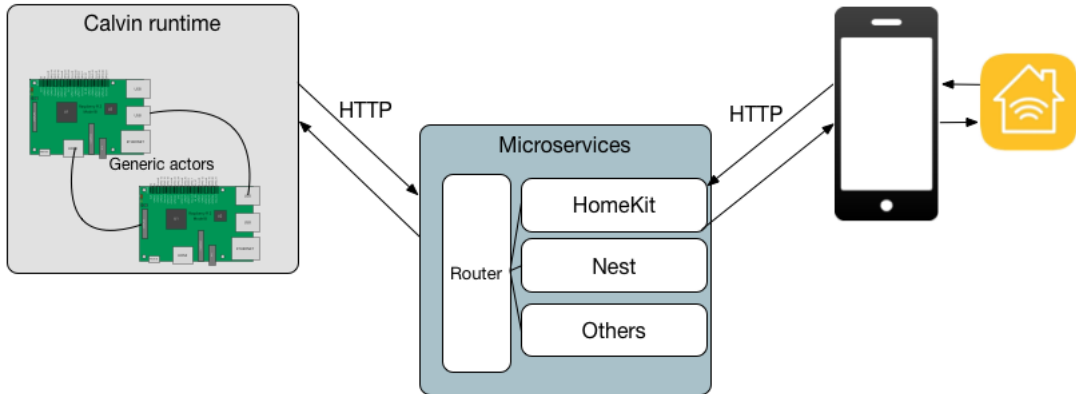 Calvin runtime
Generic actors
HTTP
Microservices
Router
HomeKit
Nest
Others
HTTP